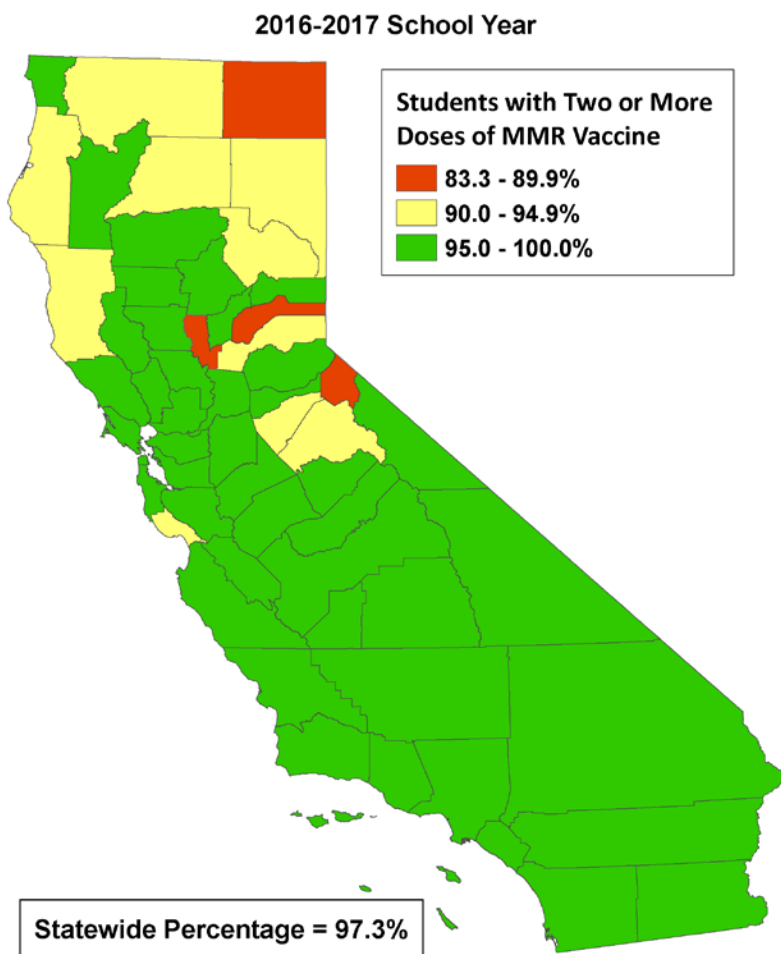 2016-2017 School Year
Students with Two or More
Doses of MMR Vaccine
83.3 - 89.9%
90.0 - 94.9%
95.0 - 100.0%
Statewide Percentage = 97.3%